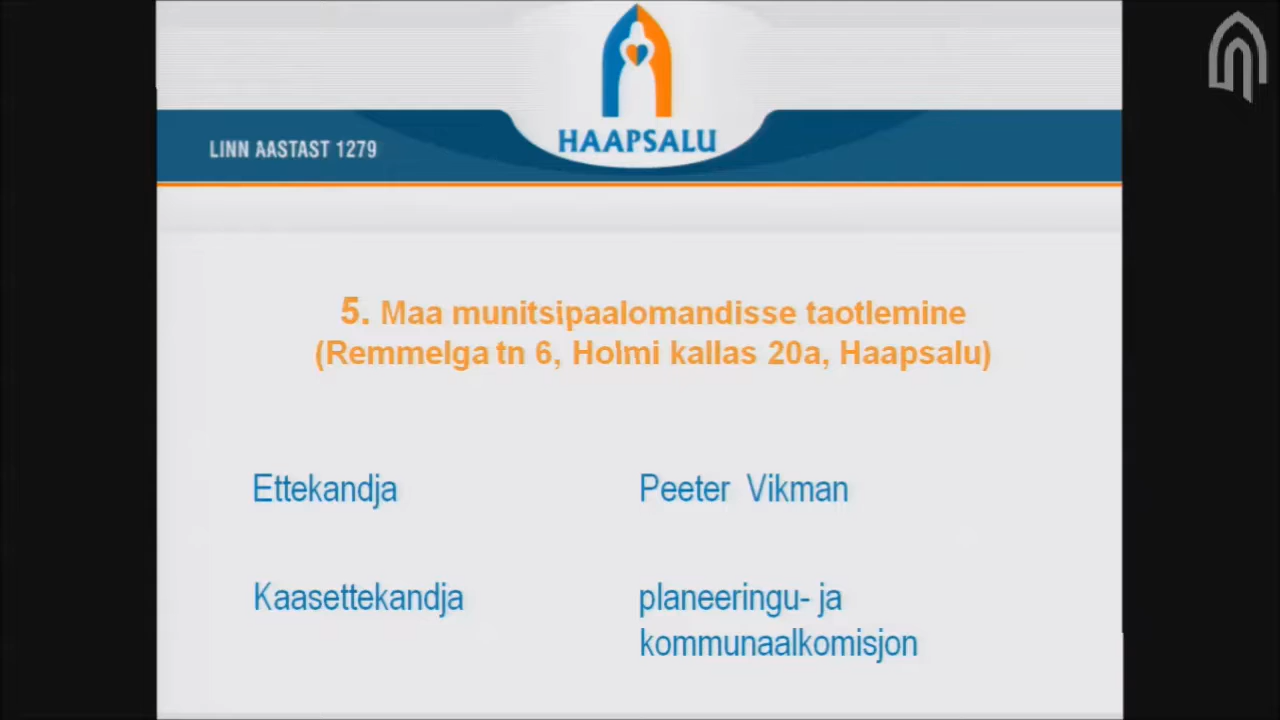 HAAPSALU
LINN AASTAST 1279
5. Maa munitsipaalomandisse taotlemine
(Remmelga tn 6, Holmi kallas 20a, Haapsalu)
Ettekandja Peeter Vikman
Kaasettekandja planeeringu- ja
kommunaalkomisjon